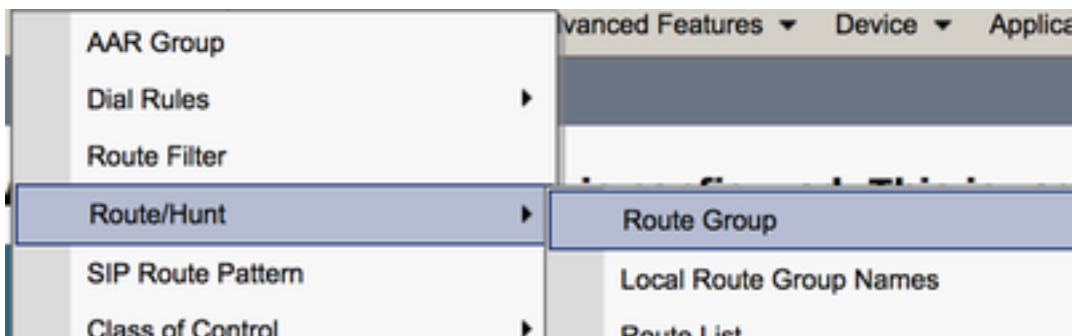 AAR Group
Dial Rules
Route Filter
Route/Hunt
SIP Route Pattern
Class of Control
vanced Features Device Applica
Route Group
Local Route Group Names
Route List